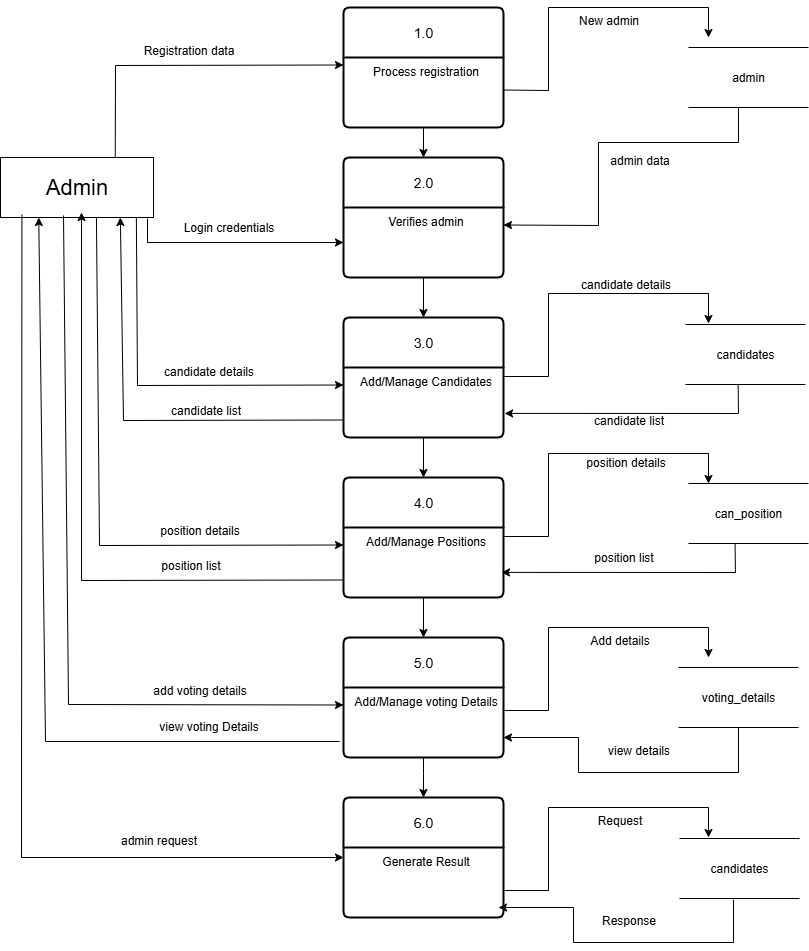 1.0
New admin
Registration data
Process registration
admin
admin data
2.0
Admin
Verifies admin
Login credentials
candidate details
3.0
candidates
candidate details
Add/Manage Candidates
candidate list
candidate list
position details
4.0
can_position
position details
Add/Manage Positions
position list
position list
Add details
5.0
add voting details
Add/Manage voting Details
voting_details
view voting Details
view details
6.0
Request
admin request
Generate Result
candidates
Response